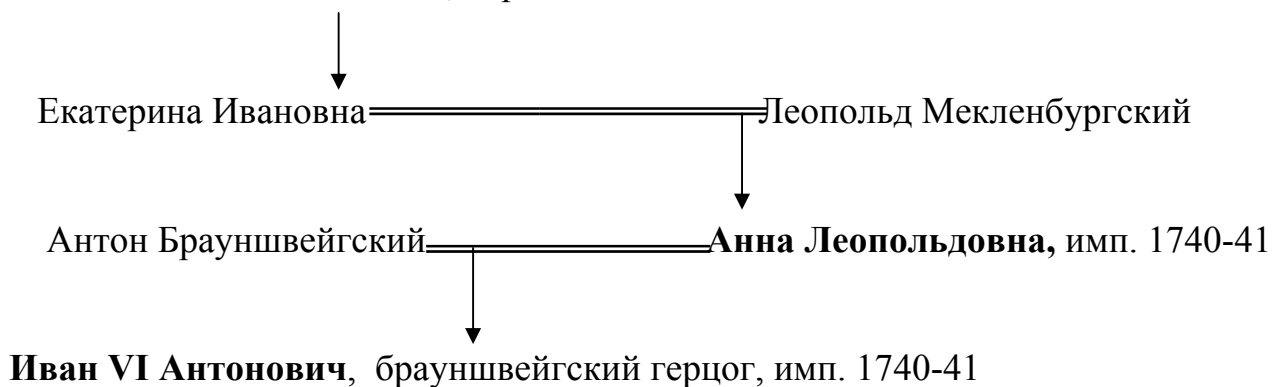 Екатерина Ивановна Леопольд Мекленбургский
Антон Брауншвейгский Анна Леопольдовна, имп. 1740-41
Иван VI Антонович, брауншвейгский герцог, имп. 1740-41